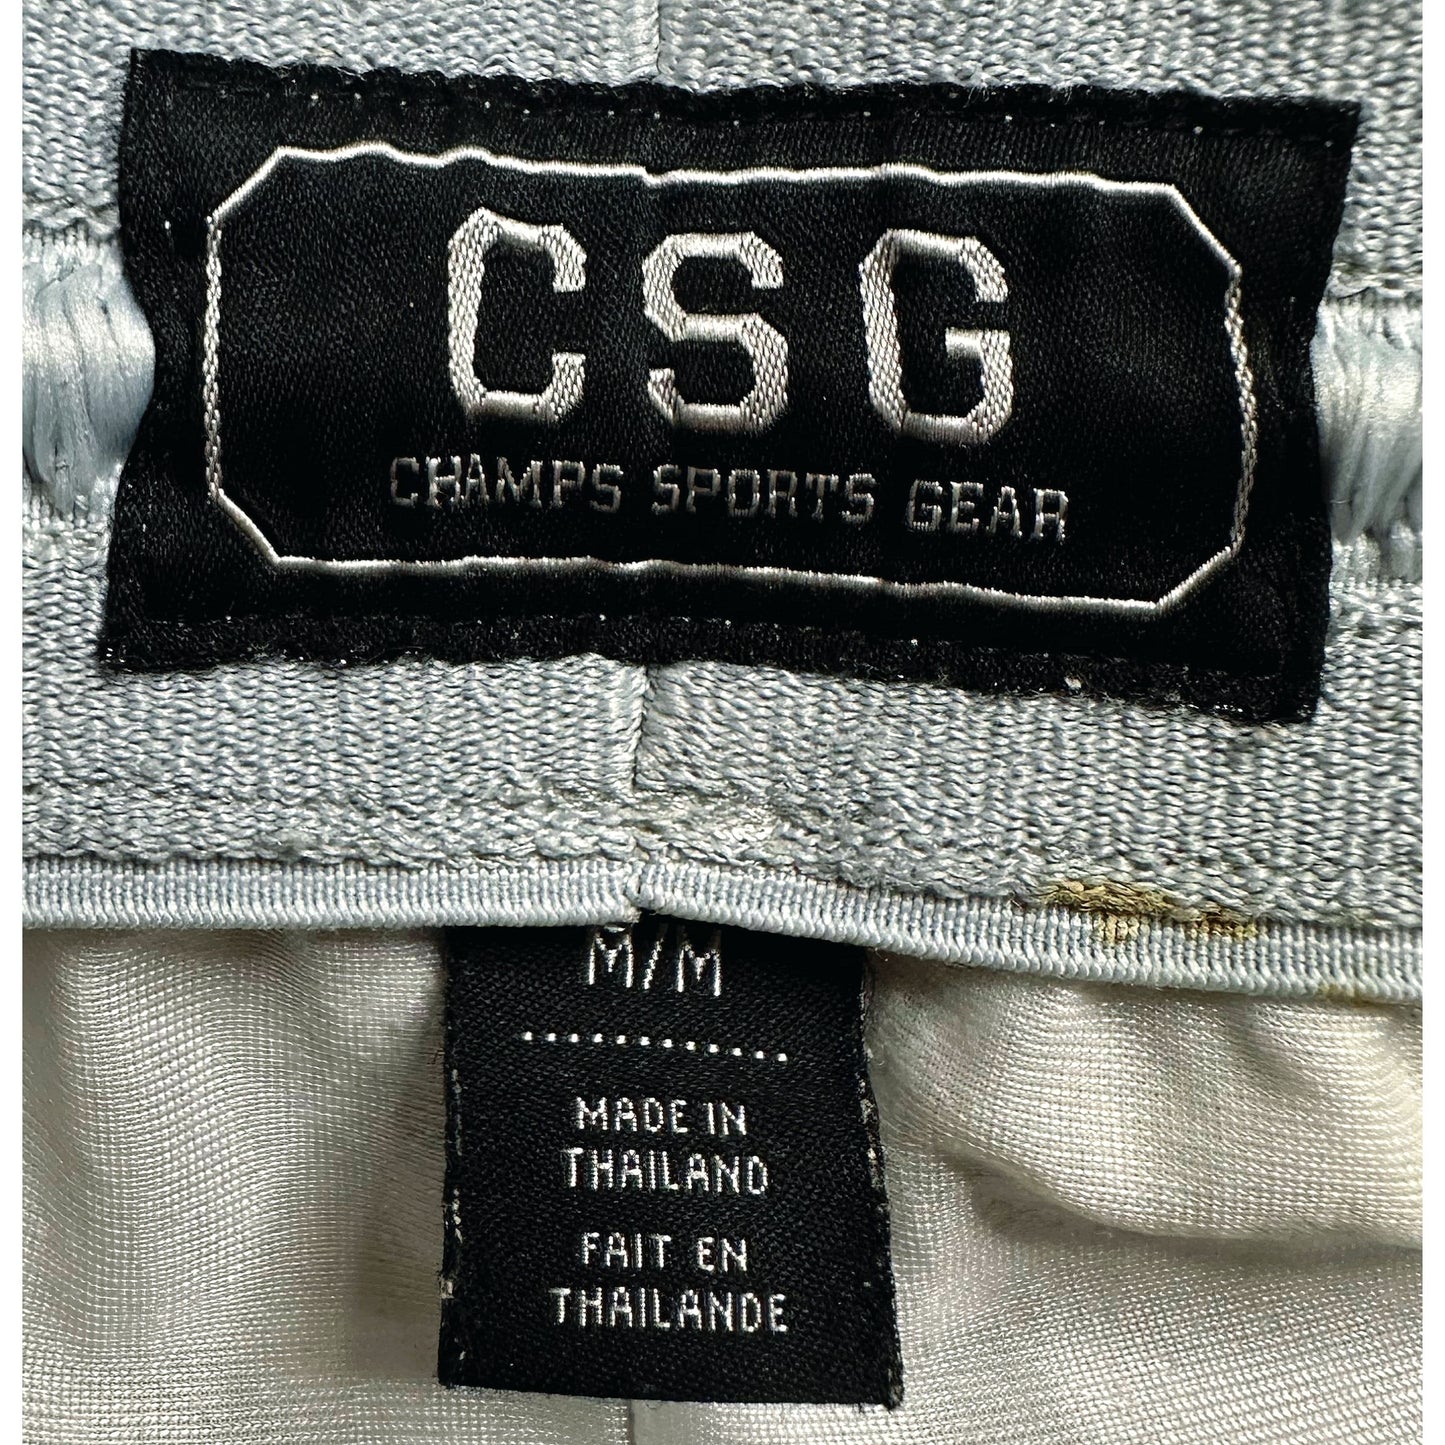 CSG
CHAMPS SPORTS GEAR
M/M
MADE IN
THAILAND
FAIT EN
THAILANDE